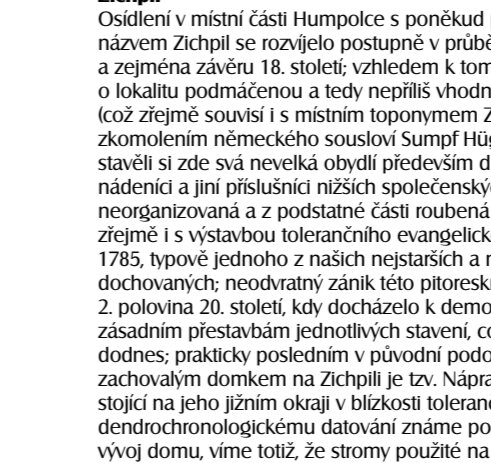 Osídlení v místní části Humpolce s poněkud
názvem Zichpil se rozvíjelo postupně v průbě
a zejména závěru 18. století; vzhledem k tom
o lokalitu podmáčenou a tedy nepříliš vhodn
(což zřejmě souvisí i s místním toponymem Z
zkomolením německého sousloví Sumpf Hüg
stavěli si zde svá nevelká obydlí především d
nádeníci a jiní příslušníci nižších společenský
neorganizovaná a z podstatné části roubená
zřejmě i s výstavbou tolerančního evangelick
1785, typově jednoho z našich nejstarších a n
dochovaných; neodvratný zánik této pitoreskn
2. polovina 20. století, kdy docházelo k demo
zásadním přestavbám jednotlivých stavení, co
dodnes; prakticky posledním v původní podo
zachovalým domkem na Zichpili je tzv. Nápra
stojící na jeho jižním okraji v blízkosti toleranc
dendrochronologickému datování známe po
vývoj domu, víme totiž, že stromy použité na